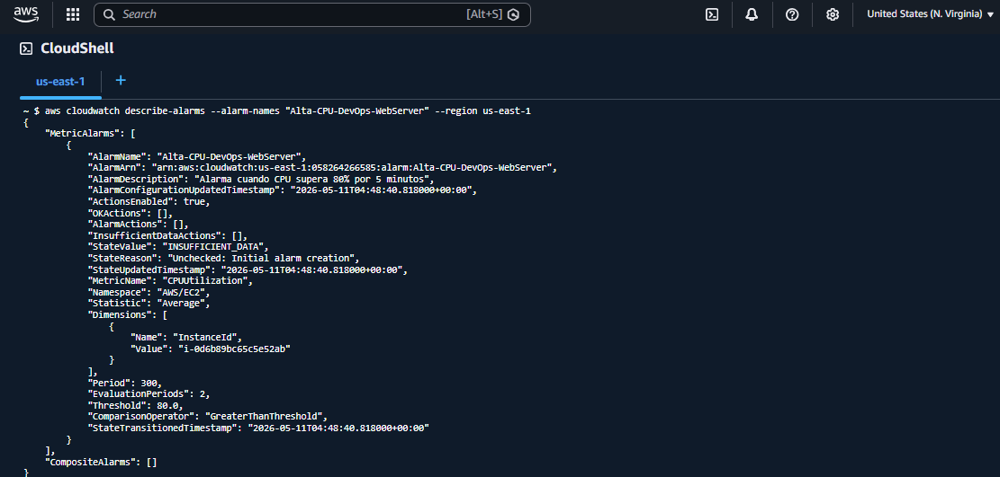 aws
Search [Alt+S]
United States (N. Virginia)
CloudShell
us-east-1 +
~ $ aws cloudwatch describe-alarms --alarm-names "Alta-CPU-DevOps-WebServer" --region us-east-1
{
    "MetricAlarms": [
        {
            "AlarmName": "Alta-CPU-DevOps-WebServer",
            "AlarmArn": "arn:aws:cloudwatch:us-east-1:058264266585:alarm:Alta-CPU-DevOps-WebServer",
            "AlarmDescription": "Alarma cuando CPU supera 80% por 5 minutos",
            "AlarmConfigurationUpdatedTimestamp": "2026-05-11T04:48:40.818000+00:00",
            "ActionsEnabled": true,
            "OKActions": [],
            "AlarmActions": [],
            "InsufficientDataActions": [],
            "StateValue": "INSUFFICIENT_DATA",
            "StateReason": "Unchecked: Initial alarm creation",
            "StateUpdatedTimestamp": "2026-05-11T04:48:40.818000+00:00",
            "MetricName": "CPUUtilization",
            "Namespace": "AWS/EC2",
            "Statistic": "Average",
            "Dimensions": [
                {
                    "Name": "InstanceId",
                    "Value": "i-0d6b89bc65c5e52ab"
                }
            ],
            "Period": 300,
            "EvaluationPeriods": 2,
            "Threshold": 80.0,
            "ComparisonOperator": "GreaterThanThreshold",
            "StateTransitionedTimestamp": "2026-05-11T04:48:40.818000+00:00"
        }
    ],
    "CompositeAlarms": []
}